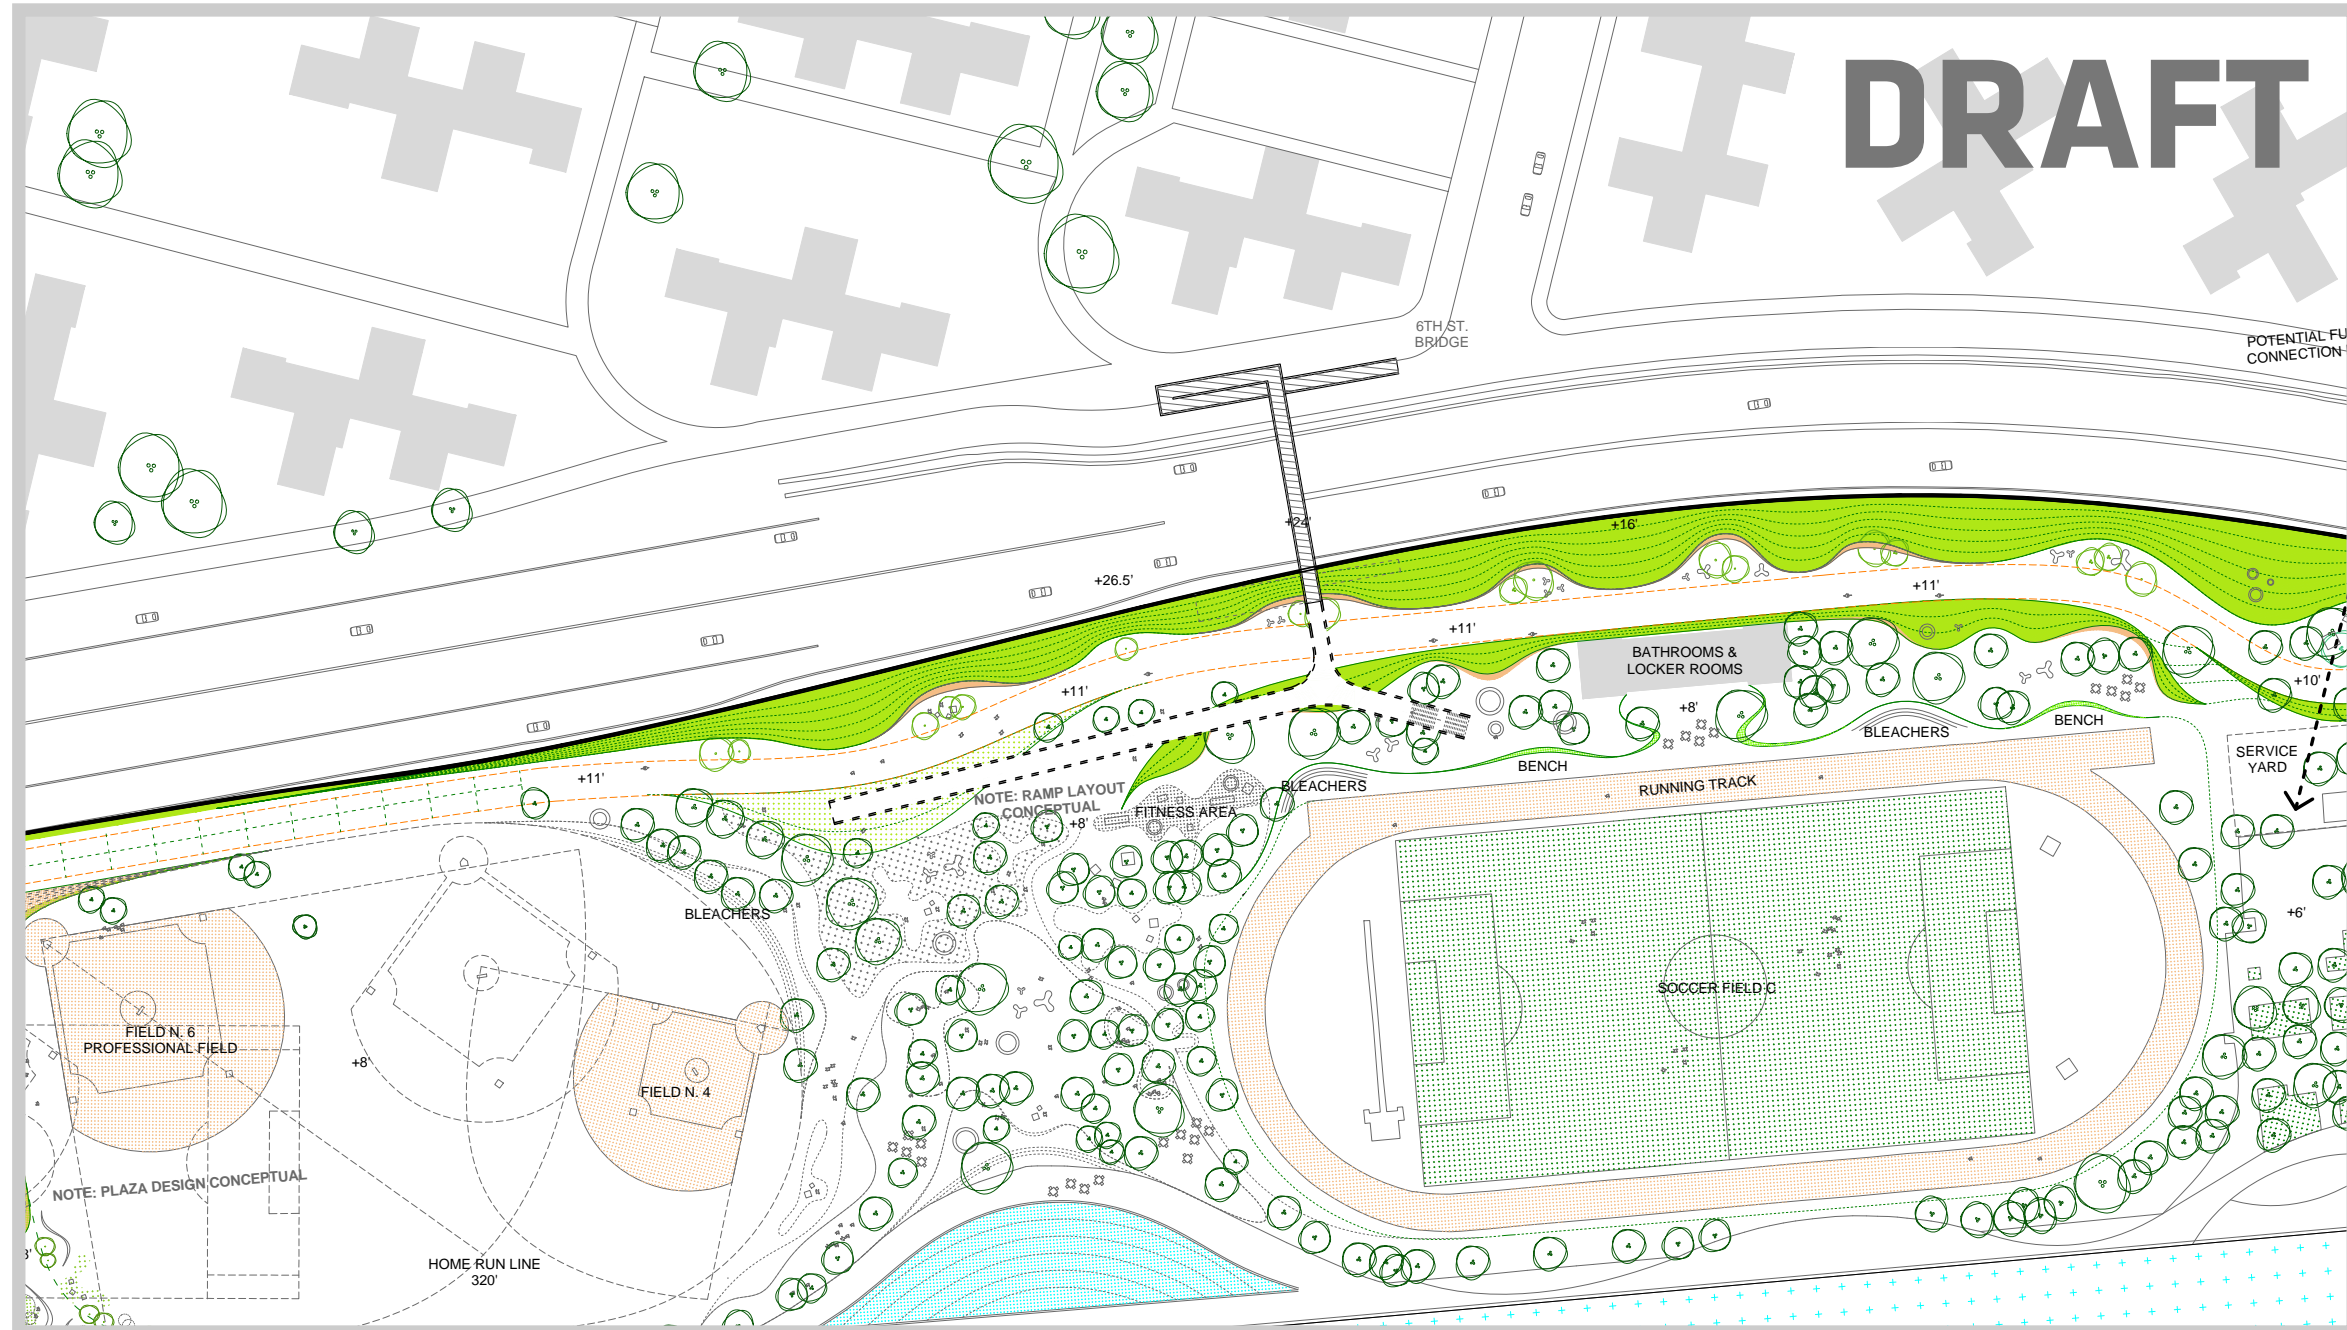 DRAFT
6TH ST.
BRIDGE
POTENTIAL FU
CONNECTION
+24'
+16'
+26.5'
+11'
+11'
BATHROOMS &
LOCKER ROOMS
+11'
+10'
+8'
BLEACHERS
BENCH
SERVICE
YARD
+11'
BENCH
BLEACHERS
RUNNING TRACK
NOTE: RAMP LAYOUT
CONCEPTUAL
+8'
FITNESS AREA
BLEACHERS
+6'
SOCCER FIELD C
FIELD N. 6
PROFESSIONAL FIELD
+8'
FIELD N. 4
NOTE: PLAZA DESIGN CONCEPTUAL
HOME RUN LINE
320'